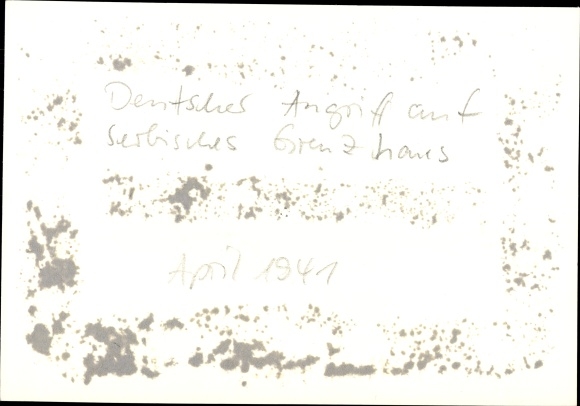 Deutscher Angriff auf
serbisches Grenzhaus
April 1941